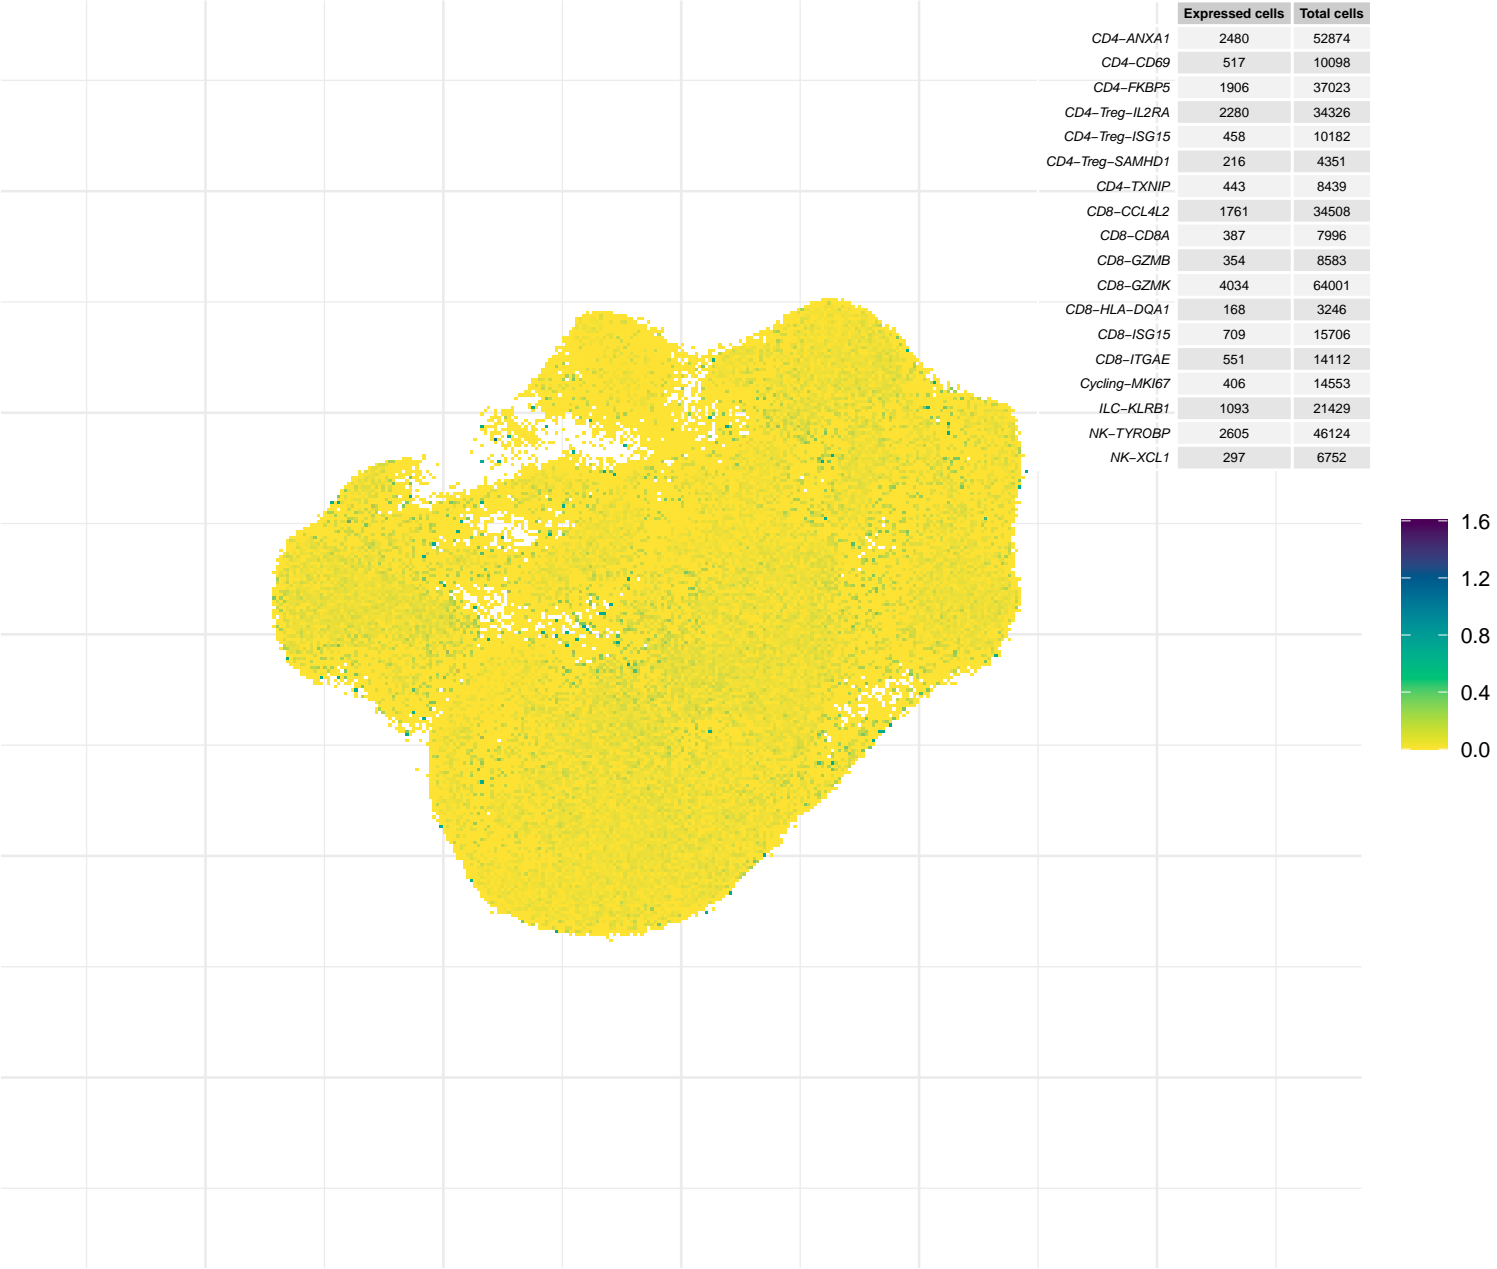 Expressed cells Total cells
CD4−ANXA1 2480 52874
CD4−CD69 517 10098
CD4−FKBP5 1906 37023
CD4−Treg−IL2RA 2280 34326
CD4−Treg−ISG15 458 10182
CD4−Treg−SAMHD1 216 4351
CD4−TXNIP 443 8439
CD8−CCL4L2 1761 34508
CD8−CD8A 387 7996
CD8−GZMB 354 8583
CD8−GZMK 4034 64001
CD8−HLA−DQA1 168 3246
CD8−ISG15 709 15706
CD8−ITGAE 551 14112
Cycling−MKI67 406 14553
ILC−KLRB1 1093 21429
NK−TYROBP 2605 46124
NK−XCL1 297 6752
1.6
1.2
0.8
0.4
0.0